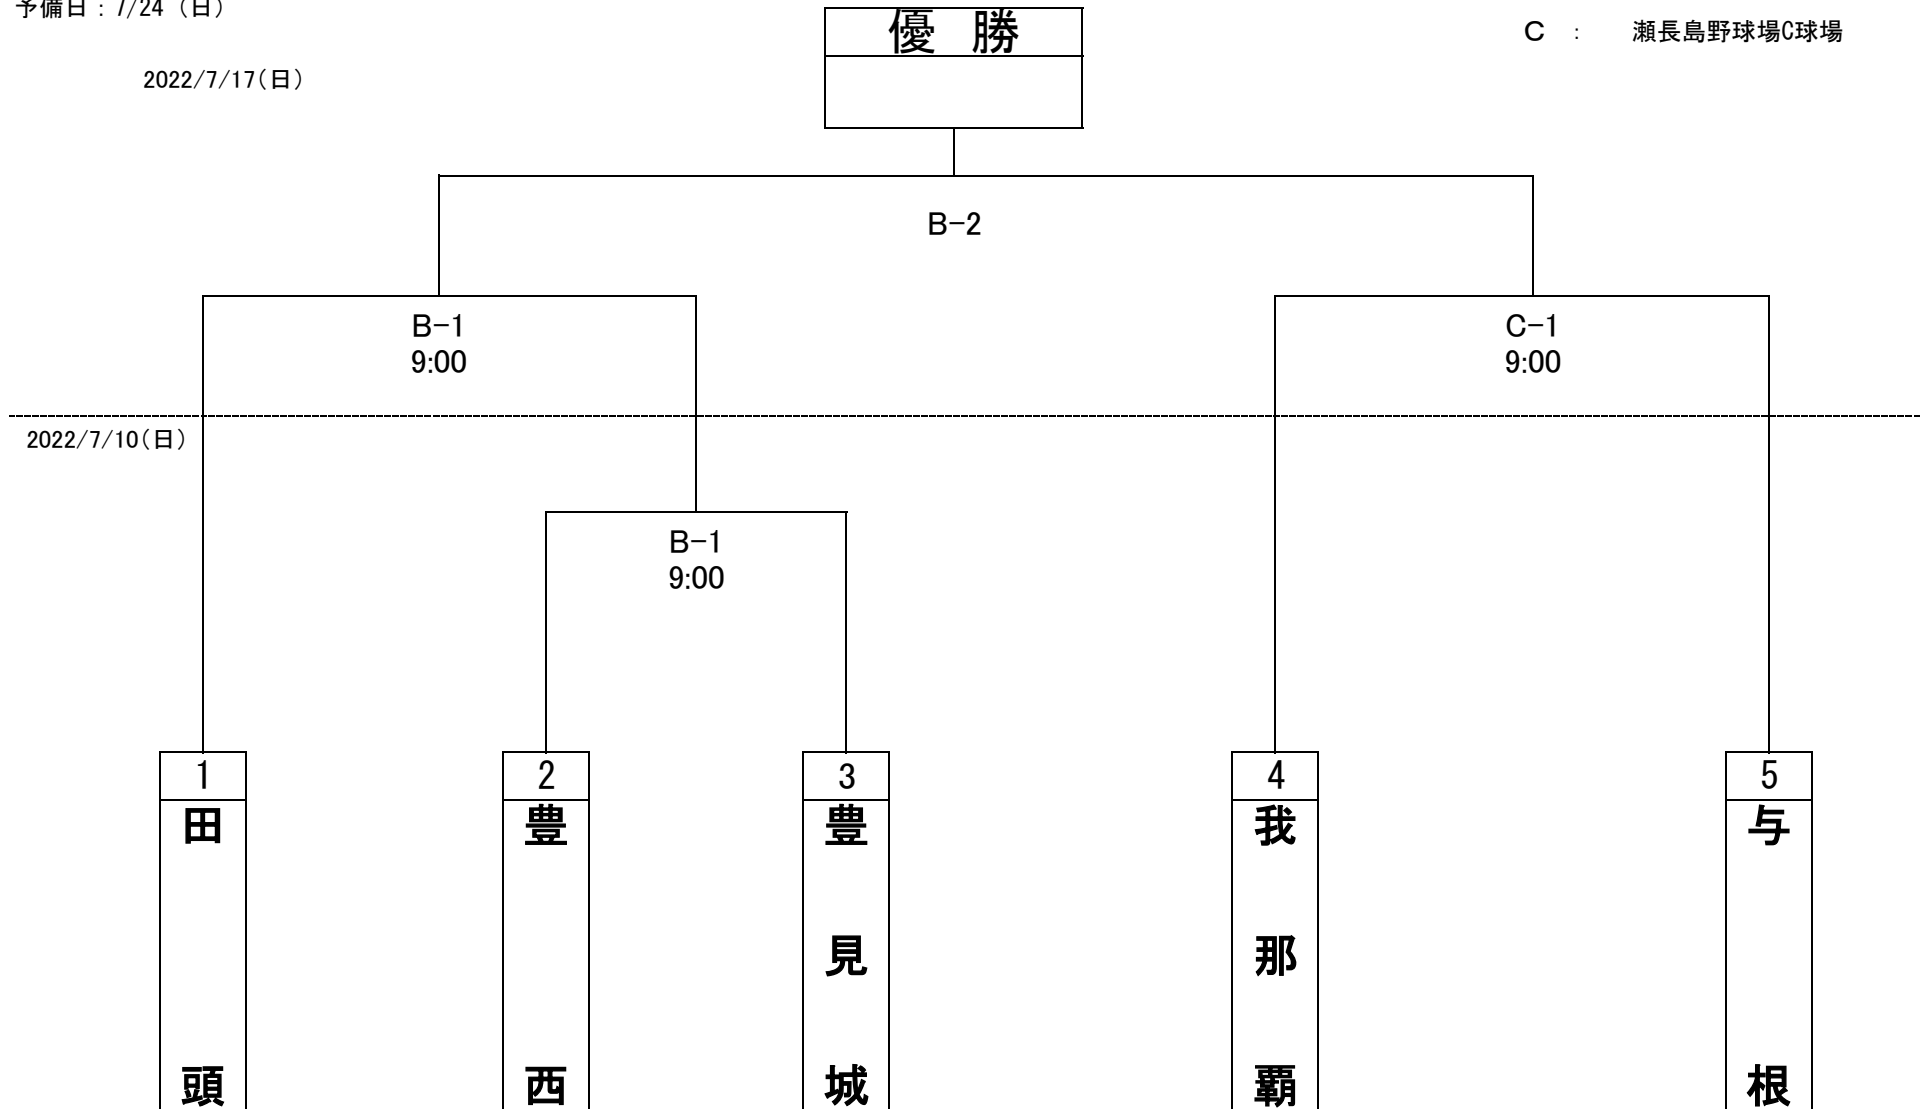 予備日：7/24（日）
優　勝
C　：　瀬長島野球場C球場
2022/7/17（日）
B−2
B−1
9:00
C−1
9:00
2022/7/10（日）
B−1
9:00
1
田頭
2
豊西
3
豊見城
4
我那覇
5
与根